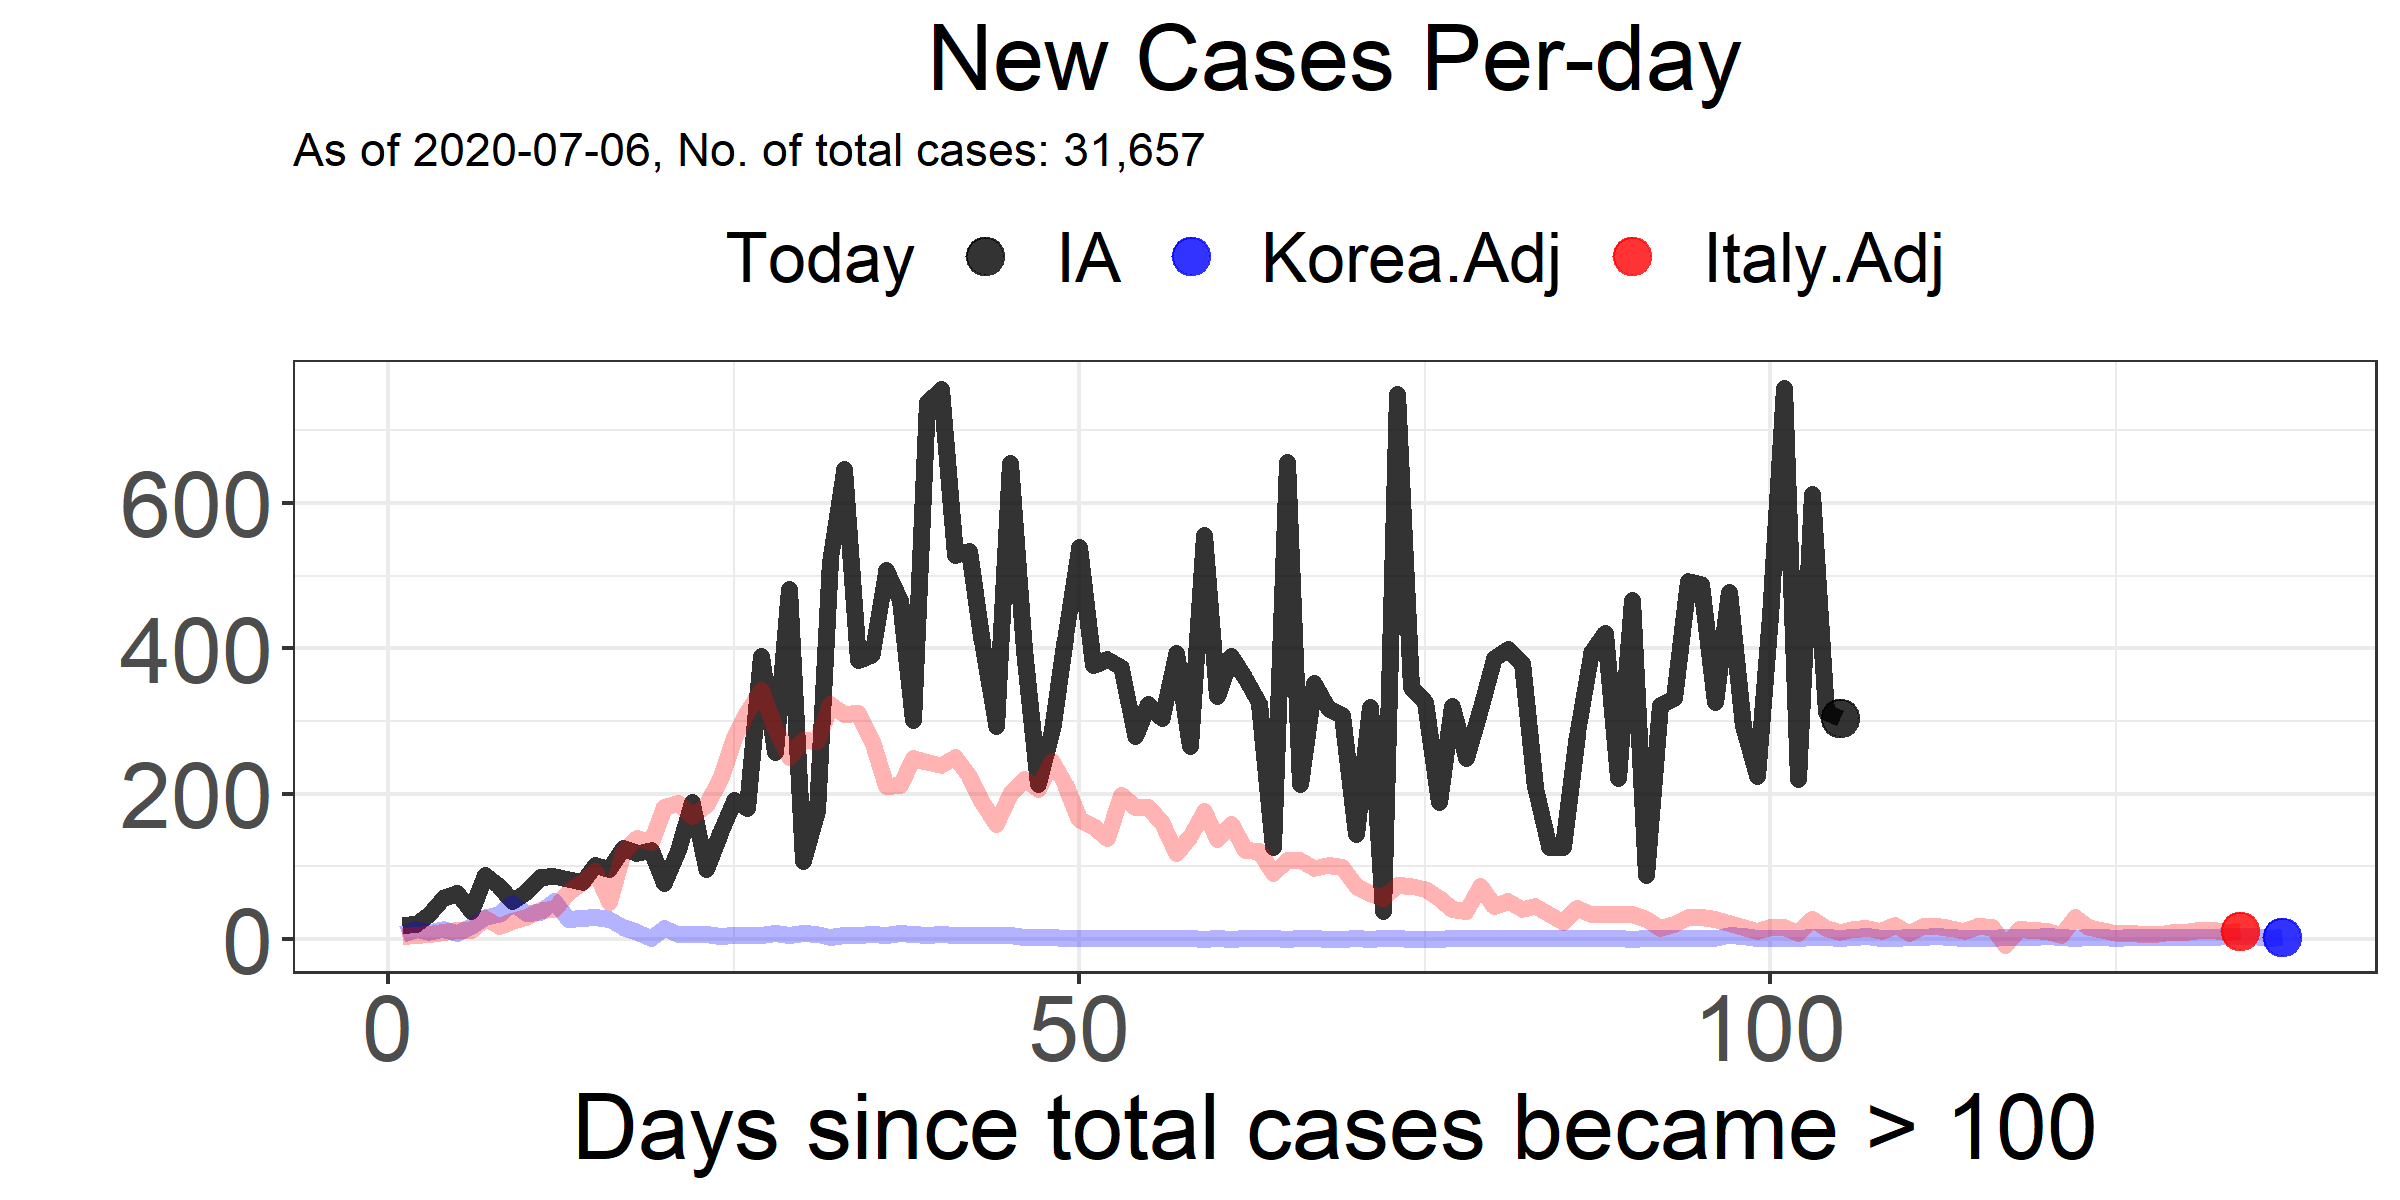 New Cases Per-day
As of 2020-07-06, No. of total cases: 31,657
Today IA Korea.Adj Italy.Adj
600
400
200
0
0 50 100
Days since total cases became > 100